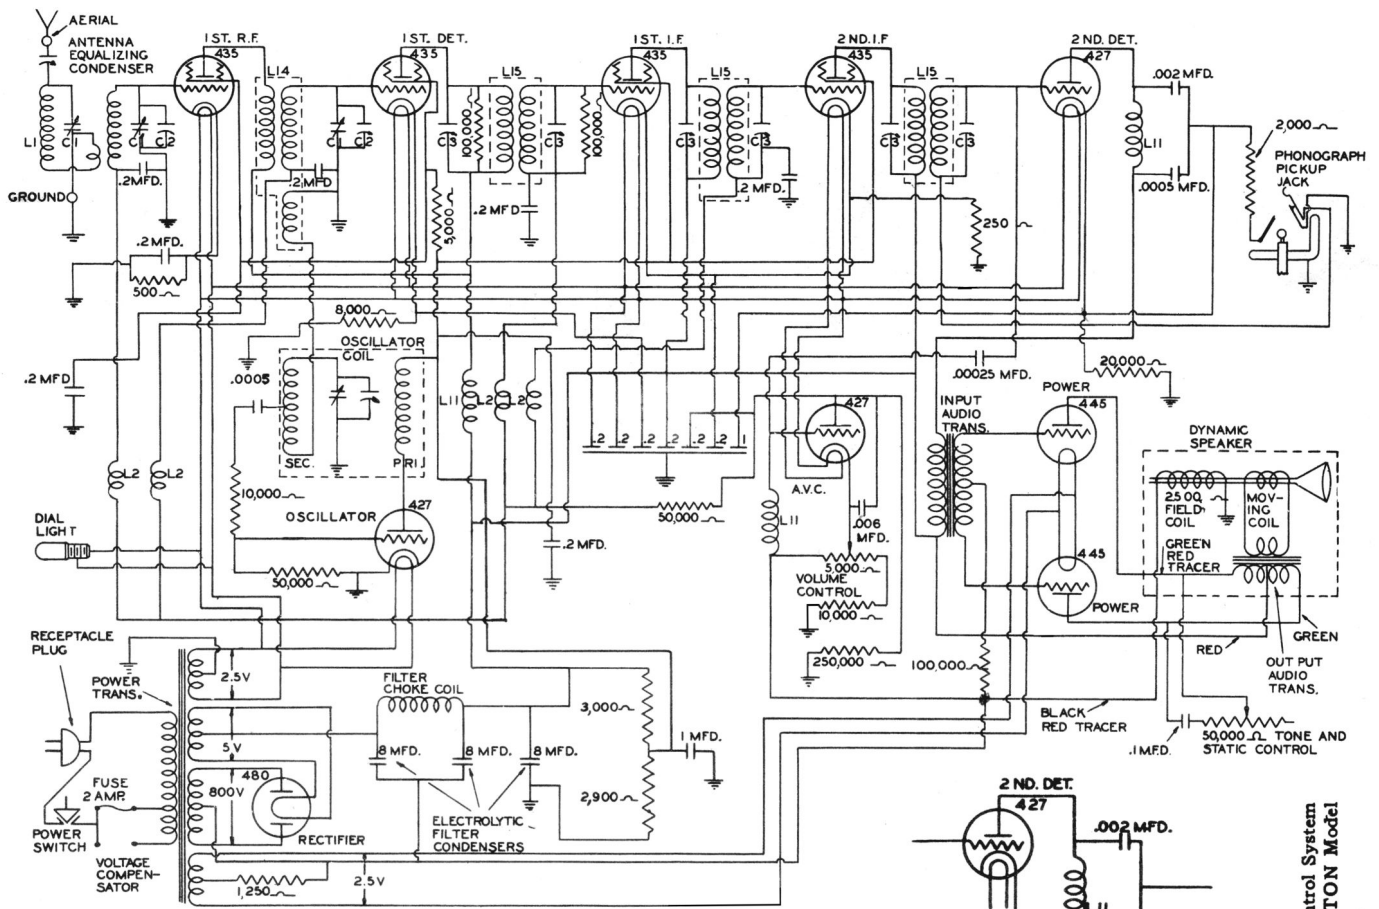 AERIAL
ANTENNA
EQUALIZING
CONDENSER
1ST. R.F.
435
1ST. DET.
435
1ST. I.F.
435
2ND. I.F
435
2ND. DET.
427
L14
L15
L15
L15
L1
C1
C2
C1
C2
C3
10,000
C3
100,000
C3
C3
C3
C3
L11
.002 MFD.
.0005 MFD.
2,000
PHONOGRAPH
PICKUP
JACK
GROUND
.2MFD.
.2 MFD
.2 MFD
.2 MFD.
5,000
250
.2 MFD.
500
8,000
OSCILLATOR
COIL
.0005
.2 MFD
SEC.
PRI.
L11
L2
L2
.2
.2
.2
.2
.2
.2
.1
.00025 MFD.
20,000
427
A.V.C.
INPUT
AUDIO
TRANS.
POWER
445
DYNAMIC
SPEAKER
2500
FIELD
COIL
MOV-
ING
COIL
GREEN
RED
TRACER
L2
L2
10,000
OSCILLATOR
427
50,000
50,000
.2 MFD.
L11
.006
MFD.
5,000
VOLUME
CONTROL
10,000
250,000
445
POWER
DIAL
LIGHT
RED
GREEN
OUT PUT
AUDIO
TRANS.
100,000
BLACK
RED TRACER
.1MFD.
50,000 Ω TONE AND
STATIC CONTROL
RECEPTACLE
PLUG
POWER
TRANS.
2.5V
5V
800V
480
RECTIFIER
FUSE
2 AMP.
POWER
SWITCH
VOLTAGE
COMPEN-
SATOR
1,250
2.5V
FILTER
CHOKE COIL
8 MFD.
8 MFD.
8 MFD.
ELECTROLYTIC
FILTER
CONDENSERS
3,000
2,900
1 MFD.
2 ND. DET.
427
.002 MFD.
trol System
TON Model